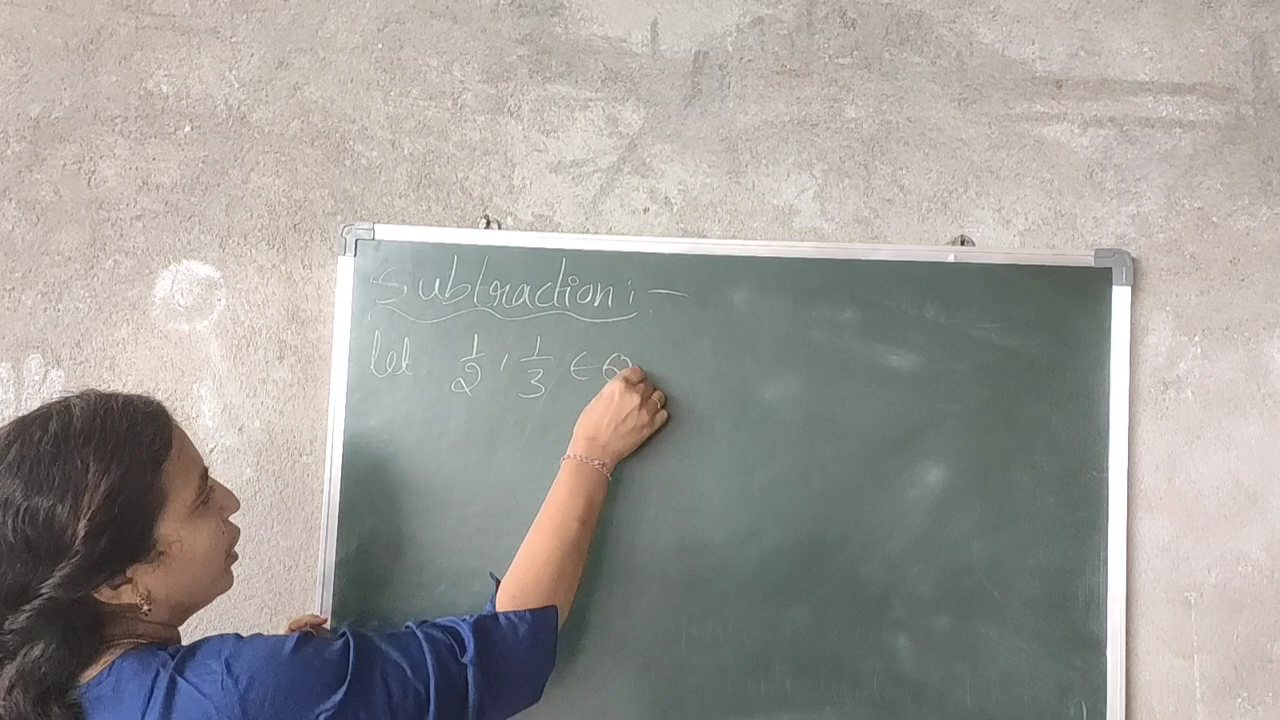 Subtraction :-
let 1/2 , 1/3 ∈ Q